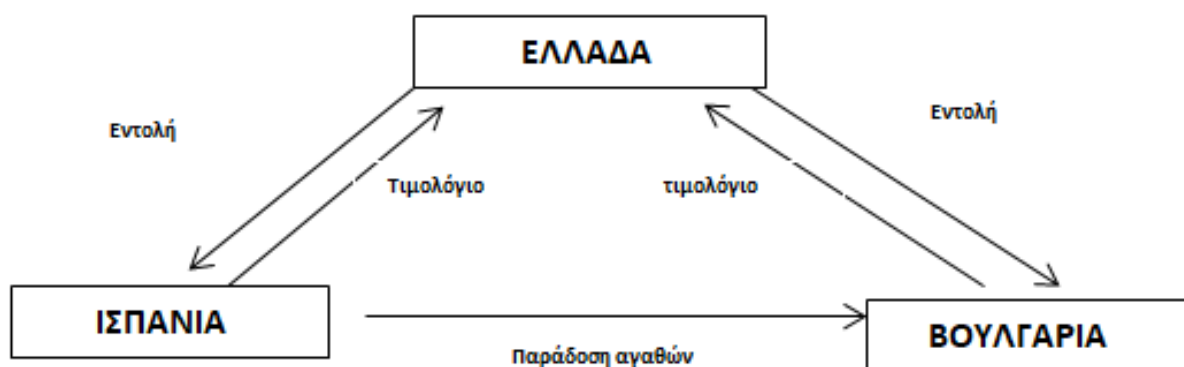 ΕΛΛΑΔΑ
Εντολή
Εντολή
Τιμολόγιο
τιμολόγιο
ΙΣΠΑΝΙΑ
ΒΟΥΛΓΑΡΙΑ
Παράδοση αγαθών